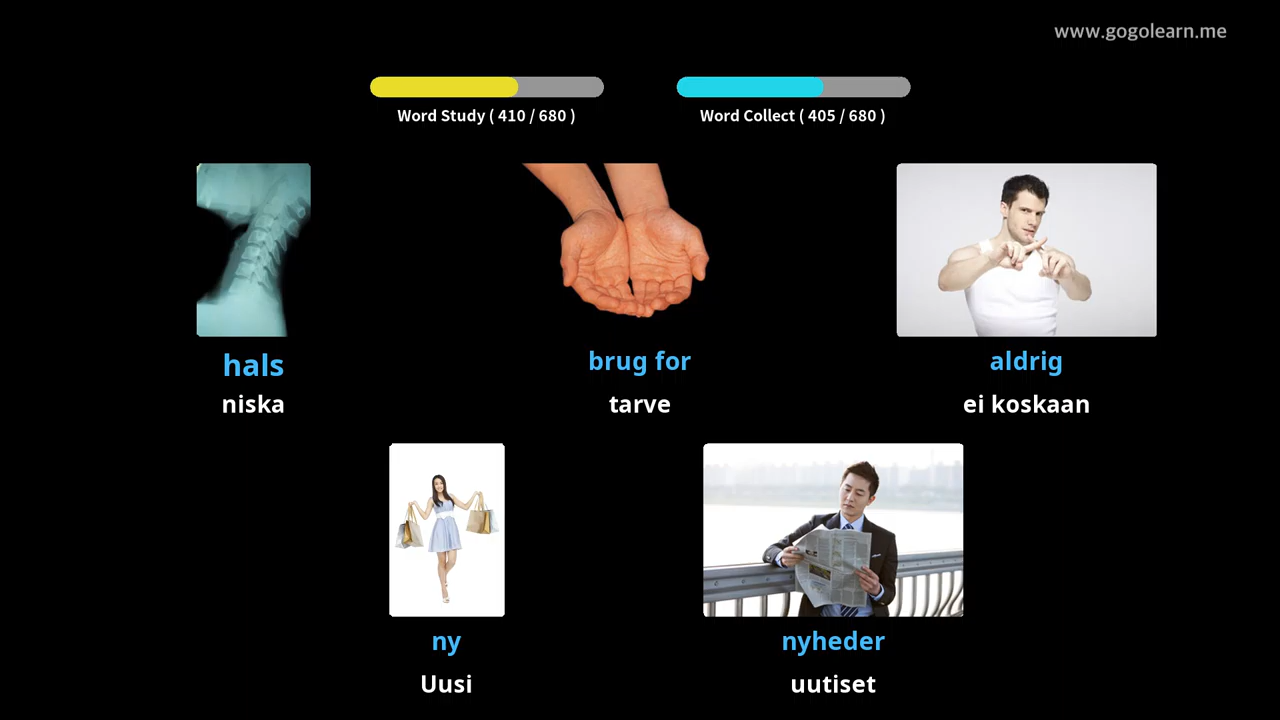 www.gogolearn.me
Word Study ( 410 / 680 )
Word Collect ( 405 / 680 )
hals
niska
brug for
tarve
aldrig
ei koskaan
ny
Uusi
nyheder
uutiset